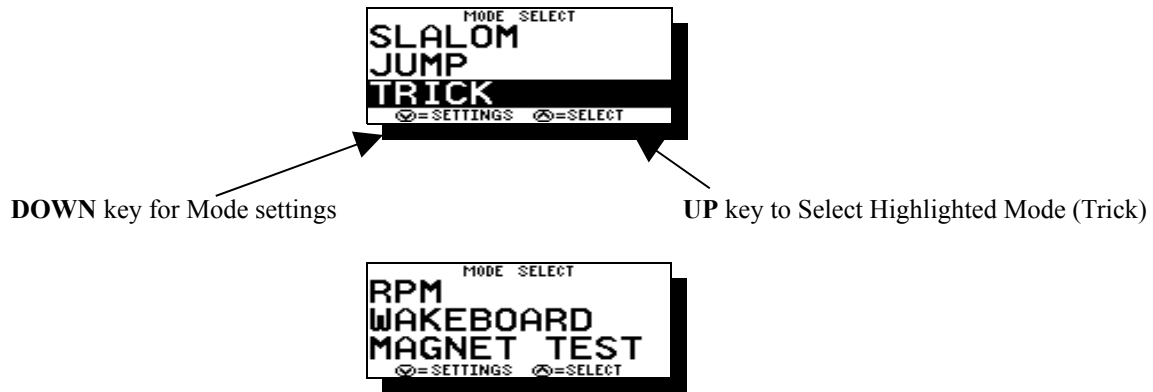 MODE SELECT
SLALOM
JUMP
TRICK
=SETTINGS =SELECT
DOWN key for Mode settings
UP key to Select Highlighted Mode (Trick)
MODE SELECT
RPM
WAKEBOARD
MAGNET TEST
=SETTINGS =SELECT